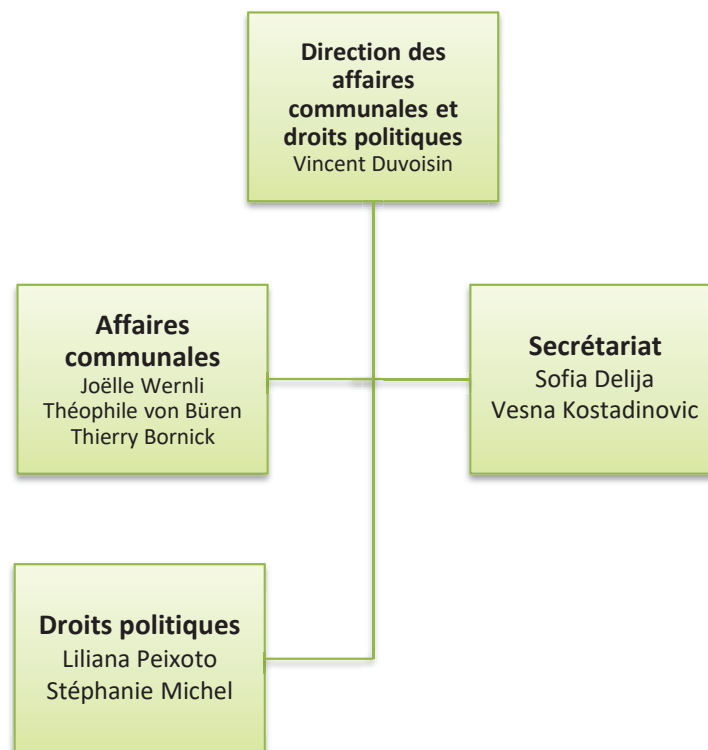 Direction des
affaires
communales et
droits politiques
Vincent Duvoisin
Affaires
communales
Joëlle Wernli
Théophile von Büren
Thierry Bornick
Secrétariat
Sofia Delija
Vesna Kostadinovic
Droits politiques
Liliana Peixoto
Stéphanie Michel